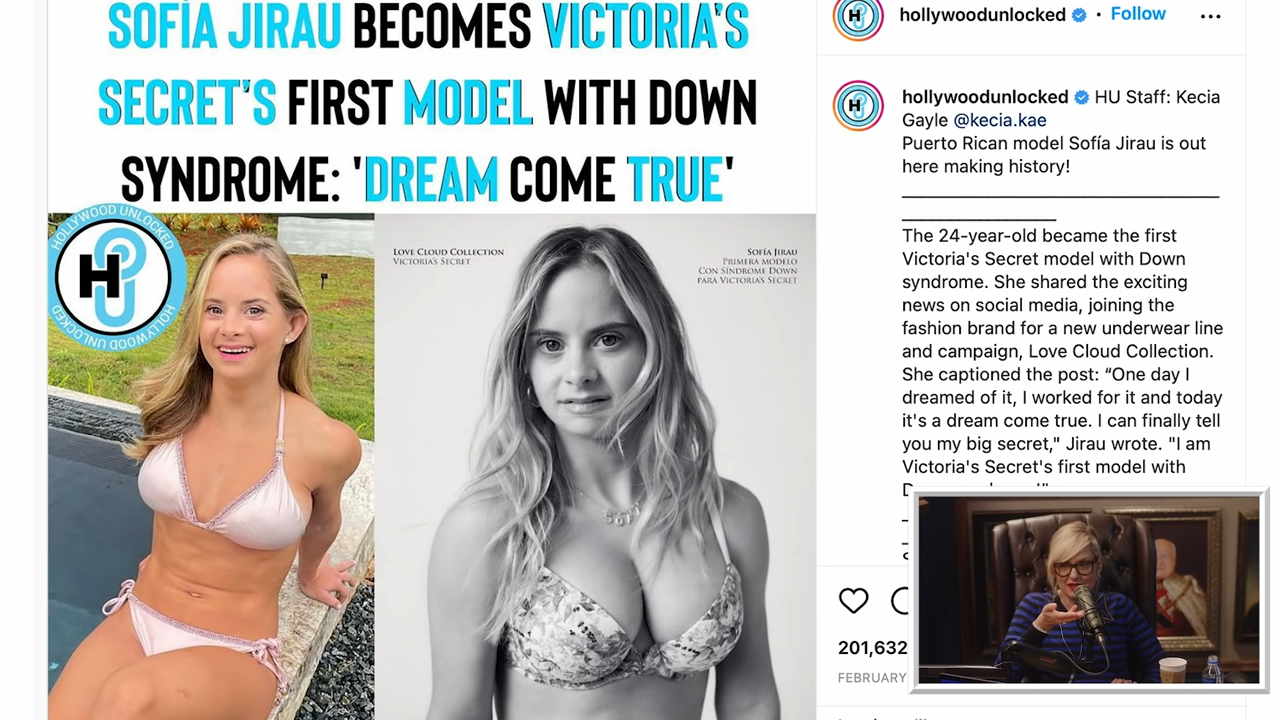 SOFÍA JIRAU BECOMES VICTORIA'S
SECRET'S FIRST MODEL WITH DOWN
SYNDROME: 'DREAM COME TRUE'
HOLLYWOOD UNLOCKED
H
HOLLYWOOD UNLOCKED
LOVE CLOUD COLLECTION
VICTORIA'S SECRET
SOFÍA JIRAU
PRIMERA MODELO
CON SÍNDROME DOWN
PARA VICTORIA'S SECRET
hollywoodunlocked • Follow ...
hollywoodunlocked HU Staff: Kecia
Gayle @kecia.kae
Puerto Rican model Sofía Jirau is out
here making history!
The 24-year-old became the first
Victoria's Secret model with Down
syndrome. She shared the exciting
news on social media, joining the
fashion brand for a new underwear line
and campaign, Love Cloud Collection.
She captioned the post: “One day I
dreamed of it, I worked for it and today
it's a dream come true. I can finally tell
you my big secret," Jirau wrote. "I am
Victoria's Secret's first model with
201,632
FEBRUARY